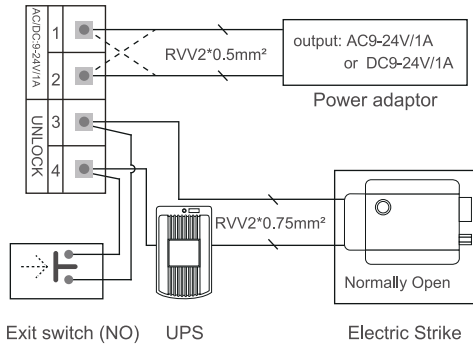 AC/DC:9-24V/1A
1
2
UNLOCK
3
4
RVV2*0.5mm²
output: AC9-24V/1A
or DC9-24V/1A
Power adaptor
RVV2*0.75mm²
Normally Open
Exit switch (NO)
UPS
Electric Strike